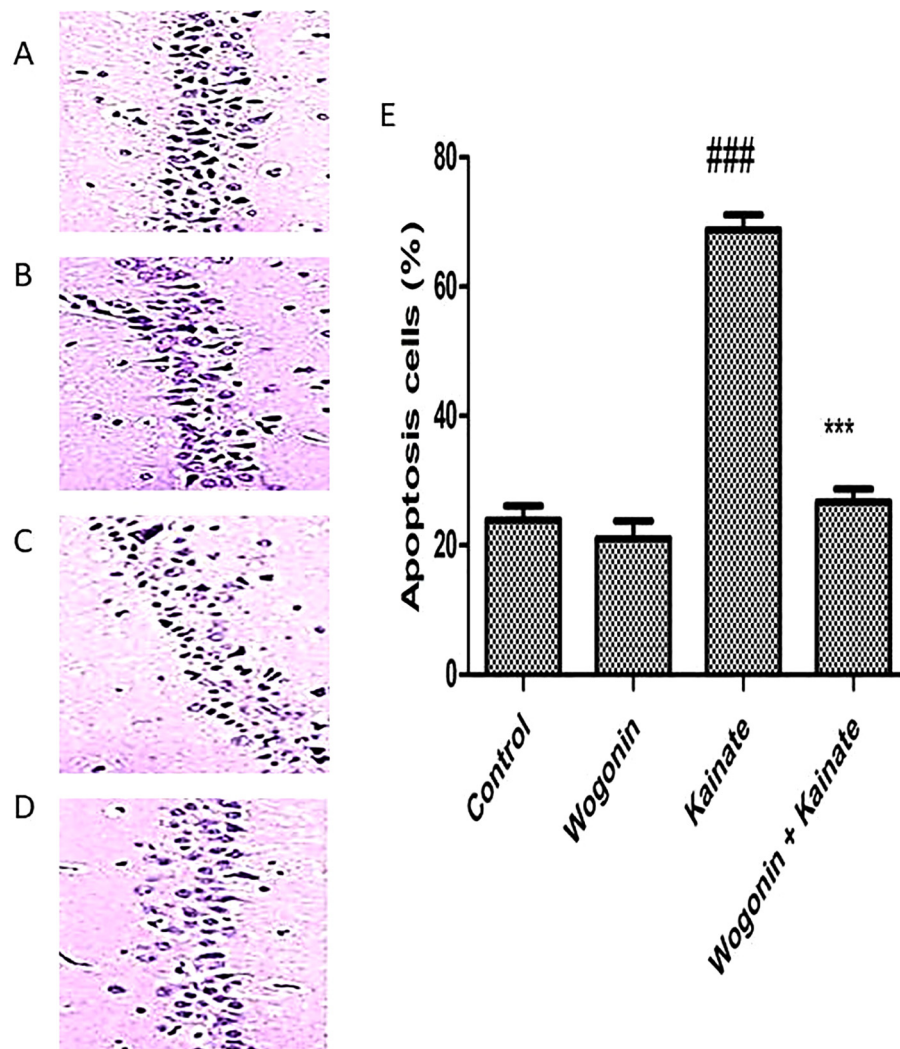 A
B
C
D
E
Apoptosis cells (%)
80
60
40
20
0
###
***
Control
Wogonin
Kainate
Wogonin + Kainate